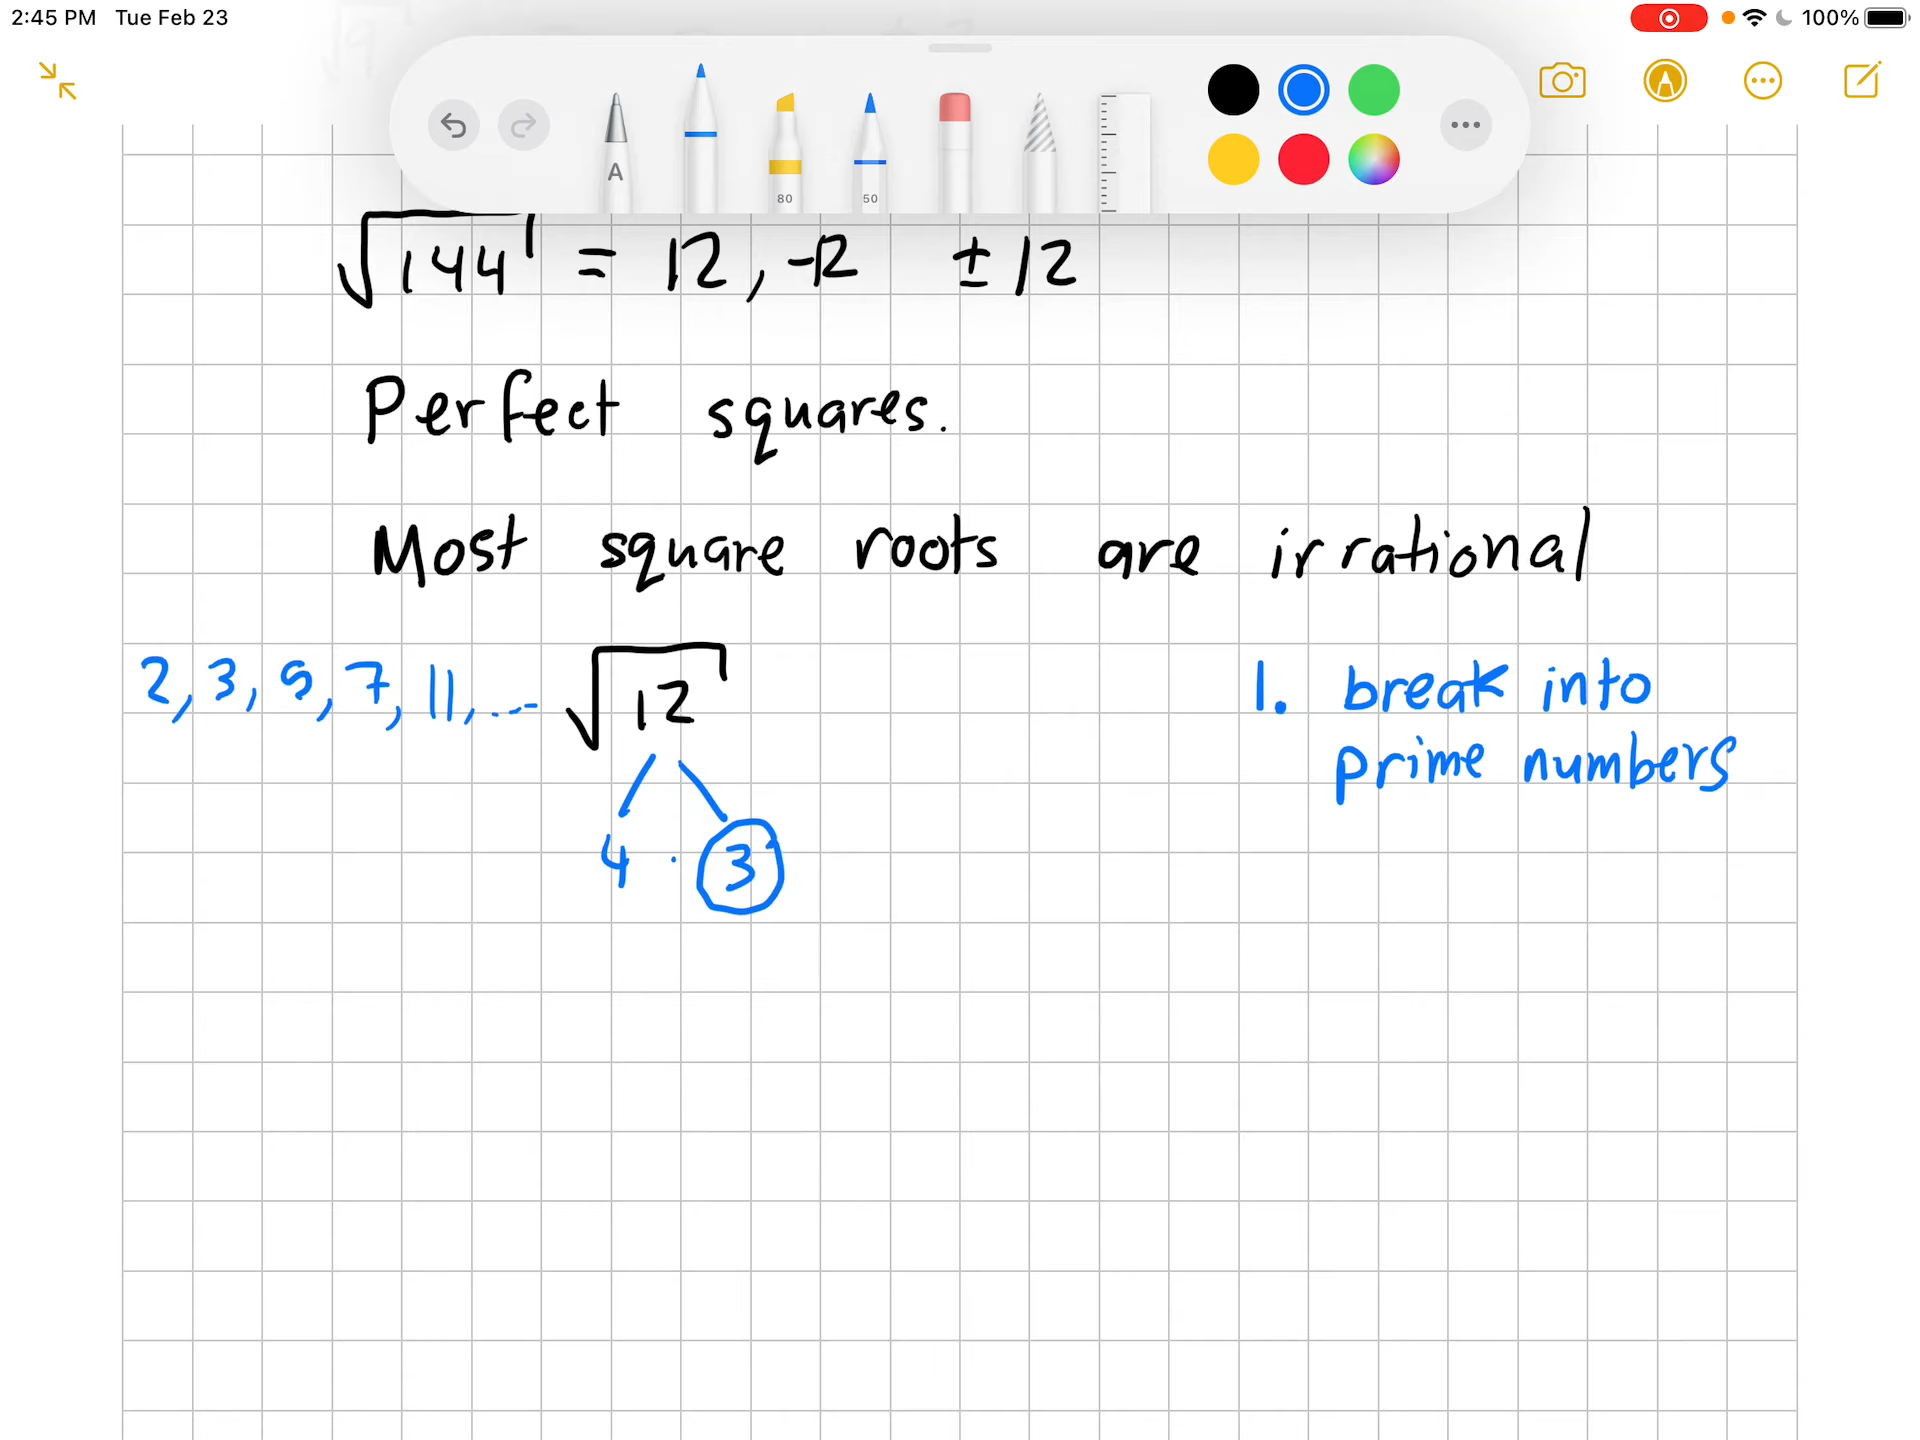 2:45 PM Tue Feb 23
100%
A
80
50
√144 = 12, -12 ± 12
Perfect squares.
Most square roots are irrational
2, 3, 5, 7, 11, ... √12
1. break into
prime numbers
4 · 3